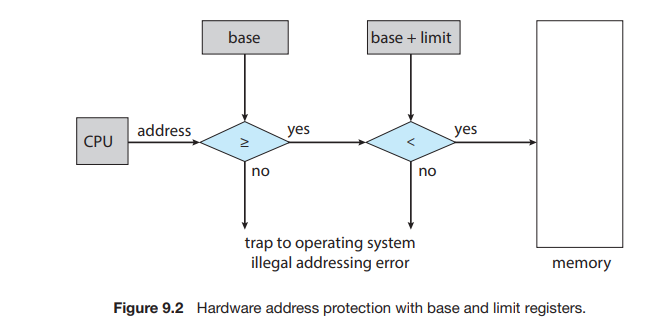 base
base + limit
CPU
address
≥
yes
<
yes
no
no
trap to operating system
illegal addressing error
memory
Figure 9.2 Hardware address protection with base and limit registers.